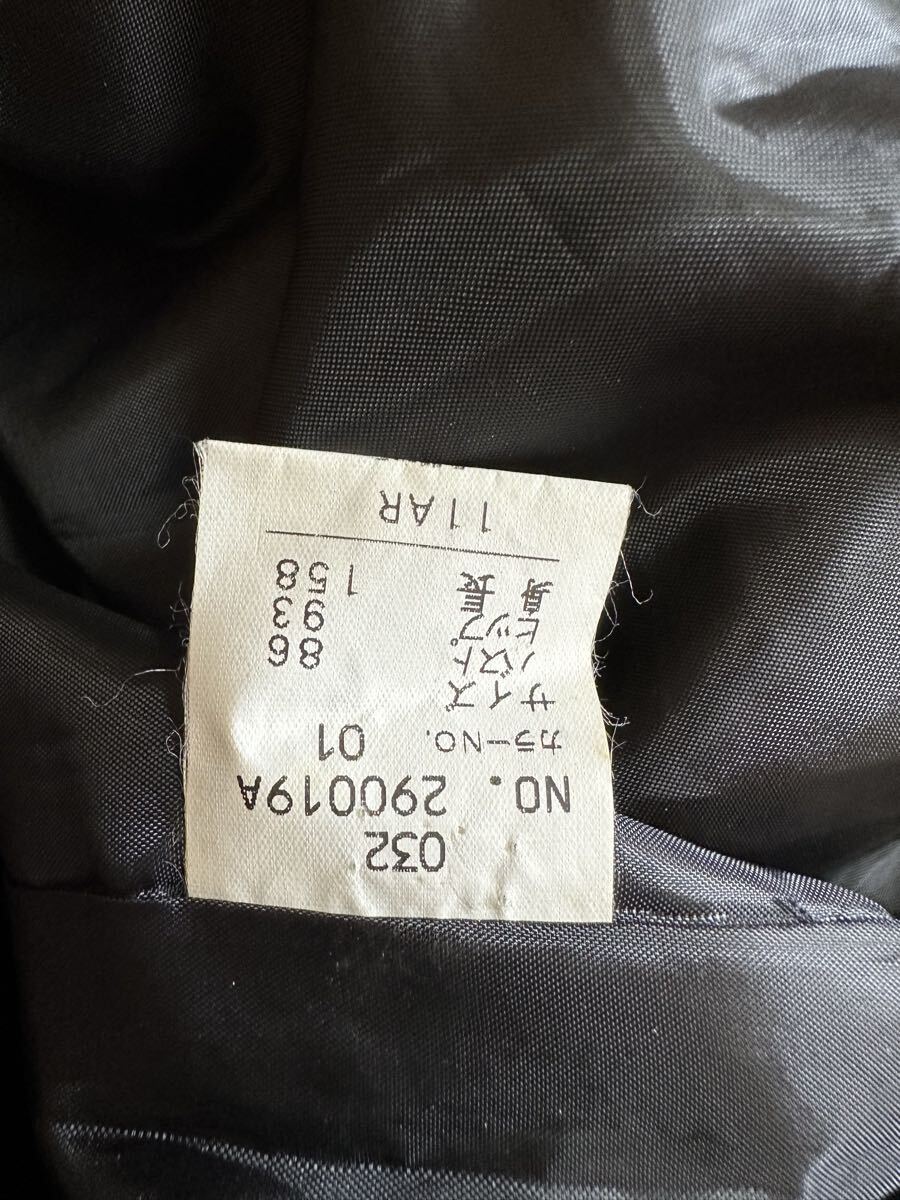 032
NO. 290019A
カラーNO. 01
サイズ
バスト 86
ヒップ 93
身長 158
11AR